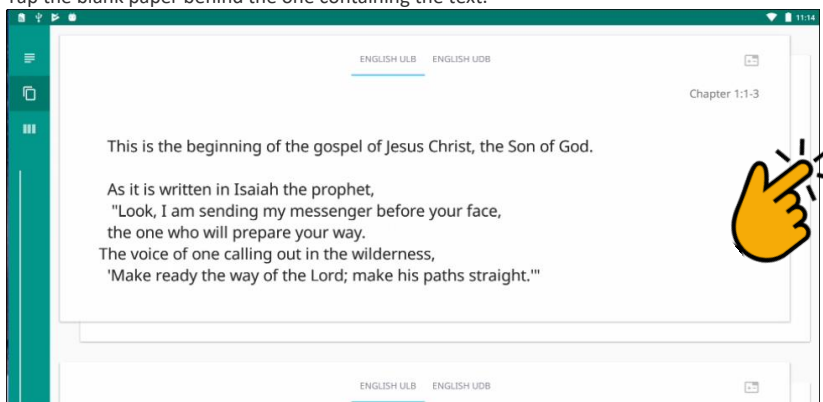 Tap the blank paper behind the one containing the text.
11:14
ENGLISH ULB ENGLISH UDB
Chapter 1:1-3
This is the beginning of the gospel of Jesus Christ, the Son of God.
As it is written in Isaiah the prophet,
"Look, I am sending my messenger before your face,
the one who will prepare your way.
The voice of one calling out in the wilderness,
'Make ready the way of the Lord; make his paths straight.'"
ENGLISH ULB ENGLISH UDB